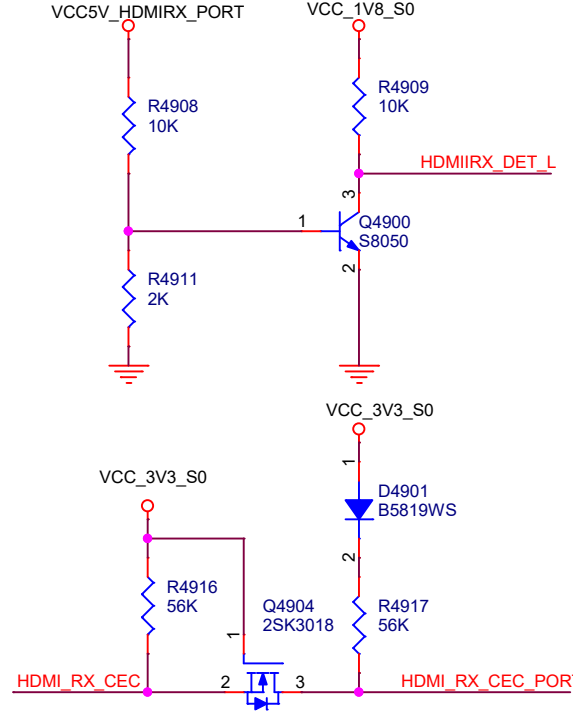 VCC5V_HDMIRX_PORT
VCC_1V8_S0
R4908
10K
R4909
10K
HDMIIRX_DET_L
3
1
Q4900
S8050
2
R4911
2K
VCC_3V3_S0
1
D4901
B5819WS
2
VCC_3V3_S0
R4916
56K
Q4904
2SK3018
1
R4917
56K
HDMI_RX_CEC
2
3
HDMI_RX_CEC_PORT